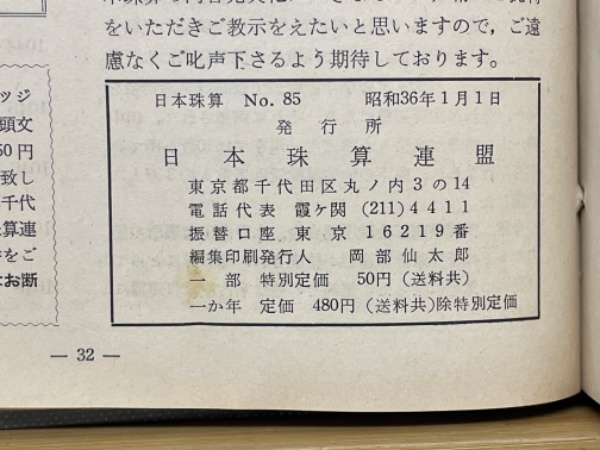 をいただきご教示をえたいと思いますので，ご遠
慮なくご叱声下さるよう期待しております。
日本珠算 No. 85 昭和36年1月1日
発行所
日本珠算連盟
東京都千代田区丸ノ内3の14
電話代表 霞ケ関 (211) 4411
振替口座 東京 16219番
編集印刷発行人 岡部仙太郎
一部 特別定価 50円（送料共）
一か年 定価 480円（送料共）除特別定価
ッジ
頭文
50円
致し
千代
算連
をご
お断
— 32 —